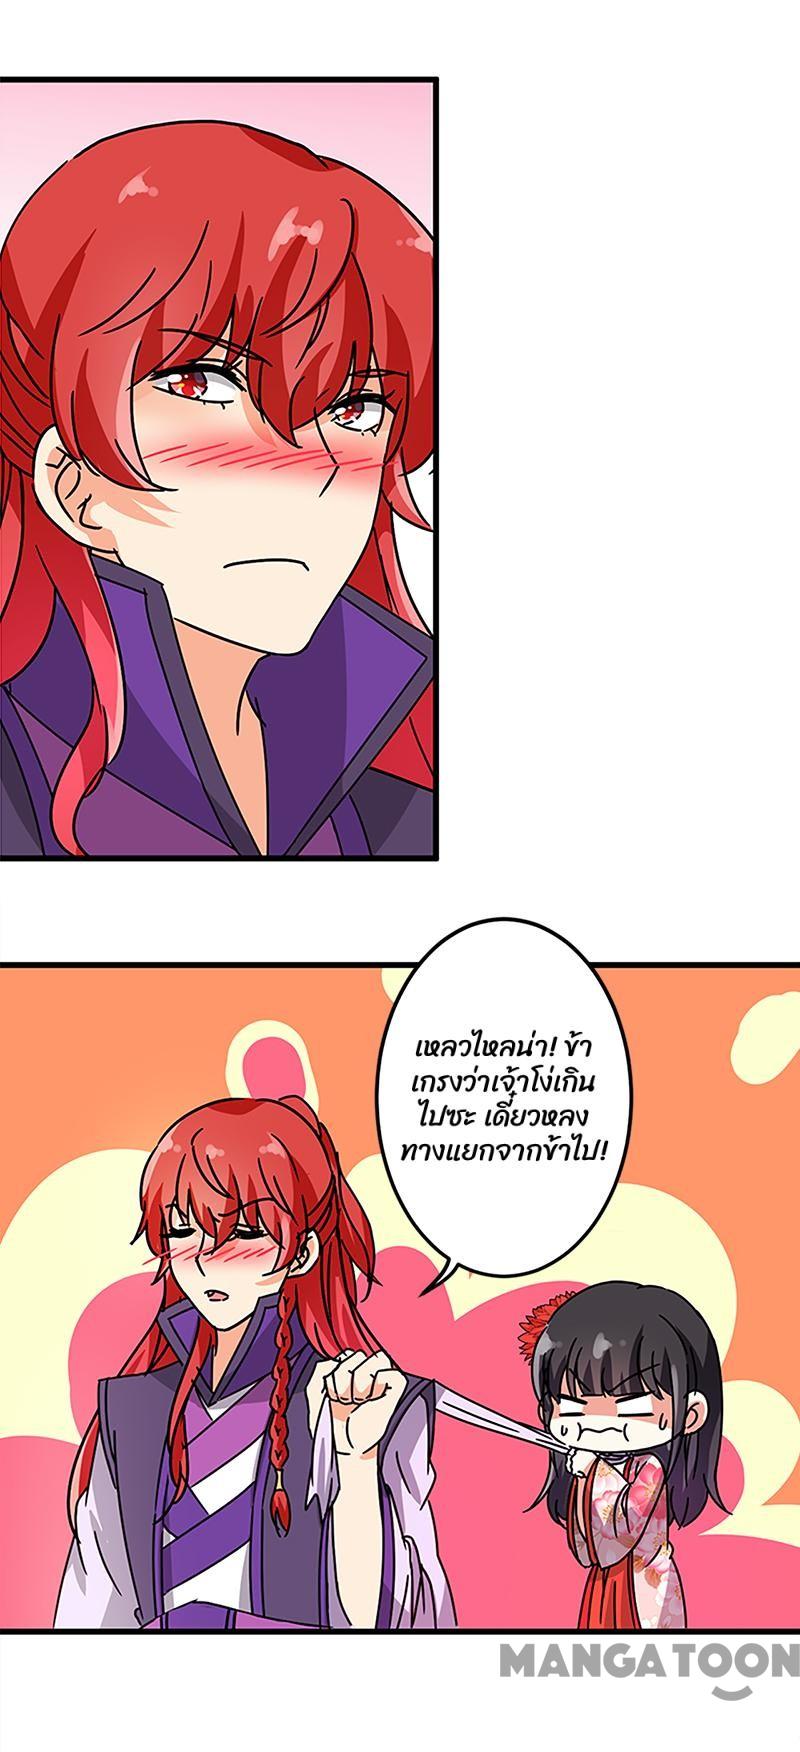 เหลวไหลน่า! ข้า
เกรงว่าเจ้าโง่เกิน
ไปซะ เดี๋ยวหลง
ทางแยกจากข้าไป!
MANGATOON